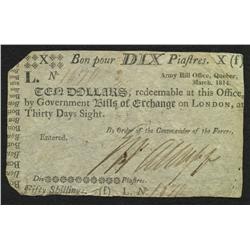 X Bon pour DIX Piastres. X (f)
Army Bill Office, Quebec,
March, 1814.
L. N
TEN DOLLARS, redeemable at this Office,
by Government Bills of Exchange on LONDON, at
Thirty Days Sight.
By Order of the Commander of the Forces.
Entered.
Dix Piastres.
Fifty Shillings. (f) L. N